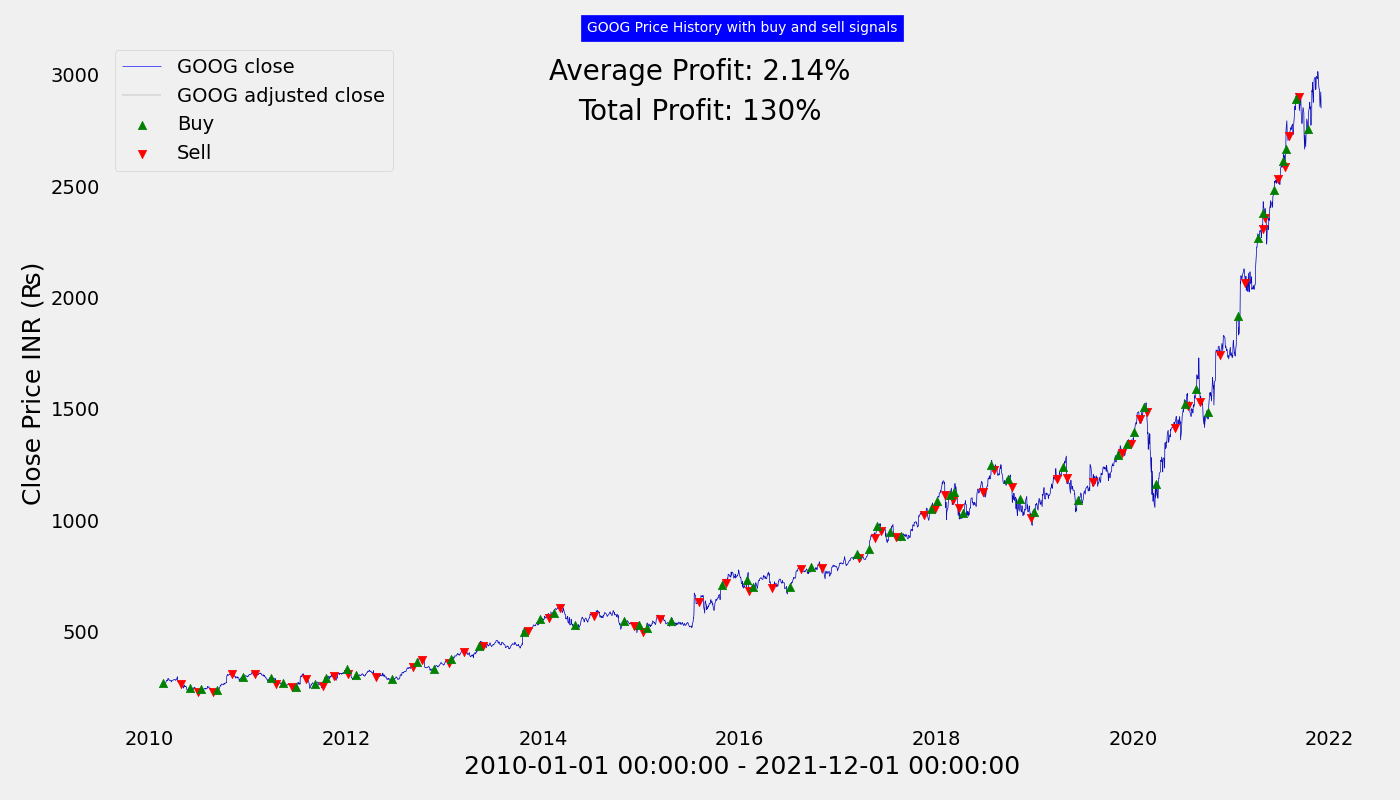 GOOG Price History with buy and sell signals
GOOG close
GOOG adjusted close
Buy
Sell
Average Profit: 2.14%
Total Profit: 130%
Close Price INR (₨)
3000
2500
2000
1500
1000
500
2010 2012 2014 2016 2018 2020 2022
2010-01-01 00:00:00 - 2021-12-01 00:00:00